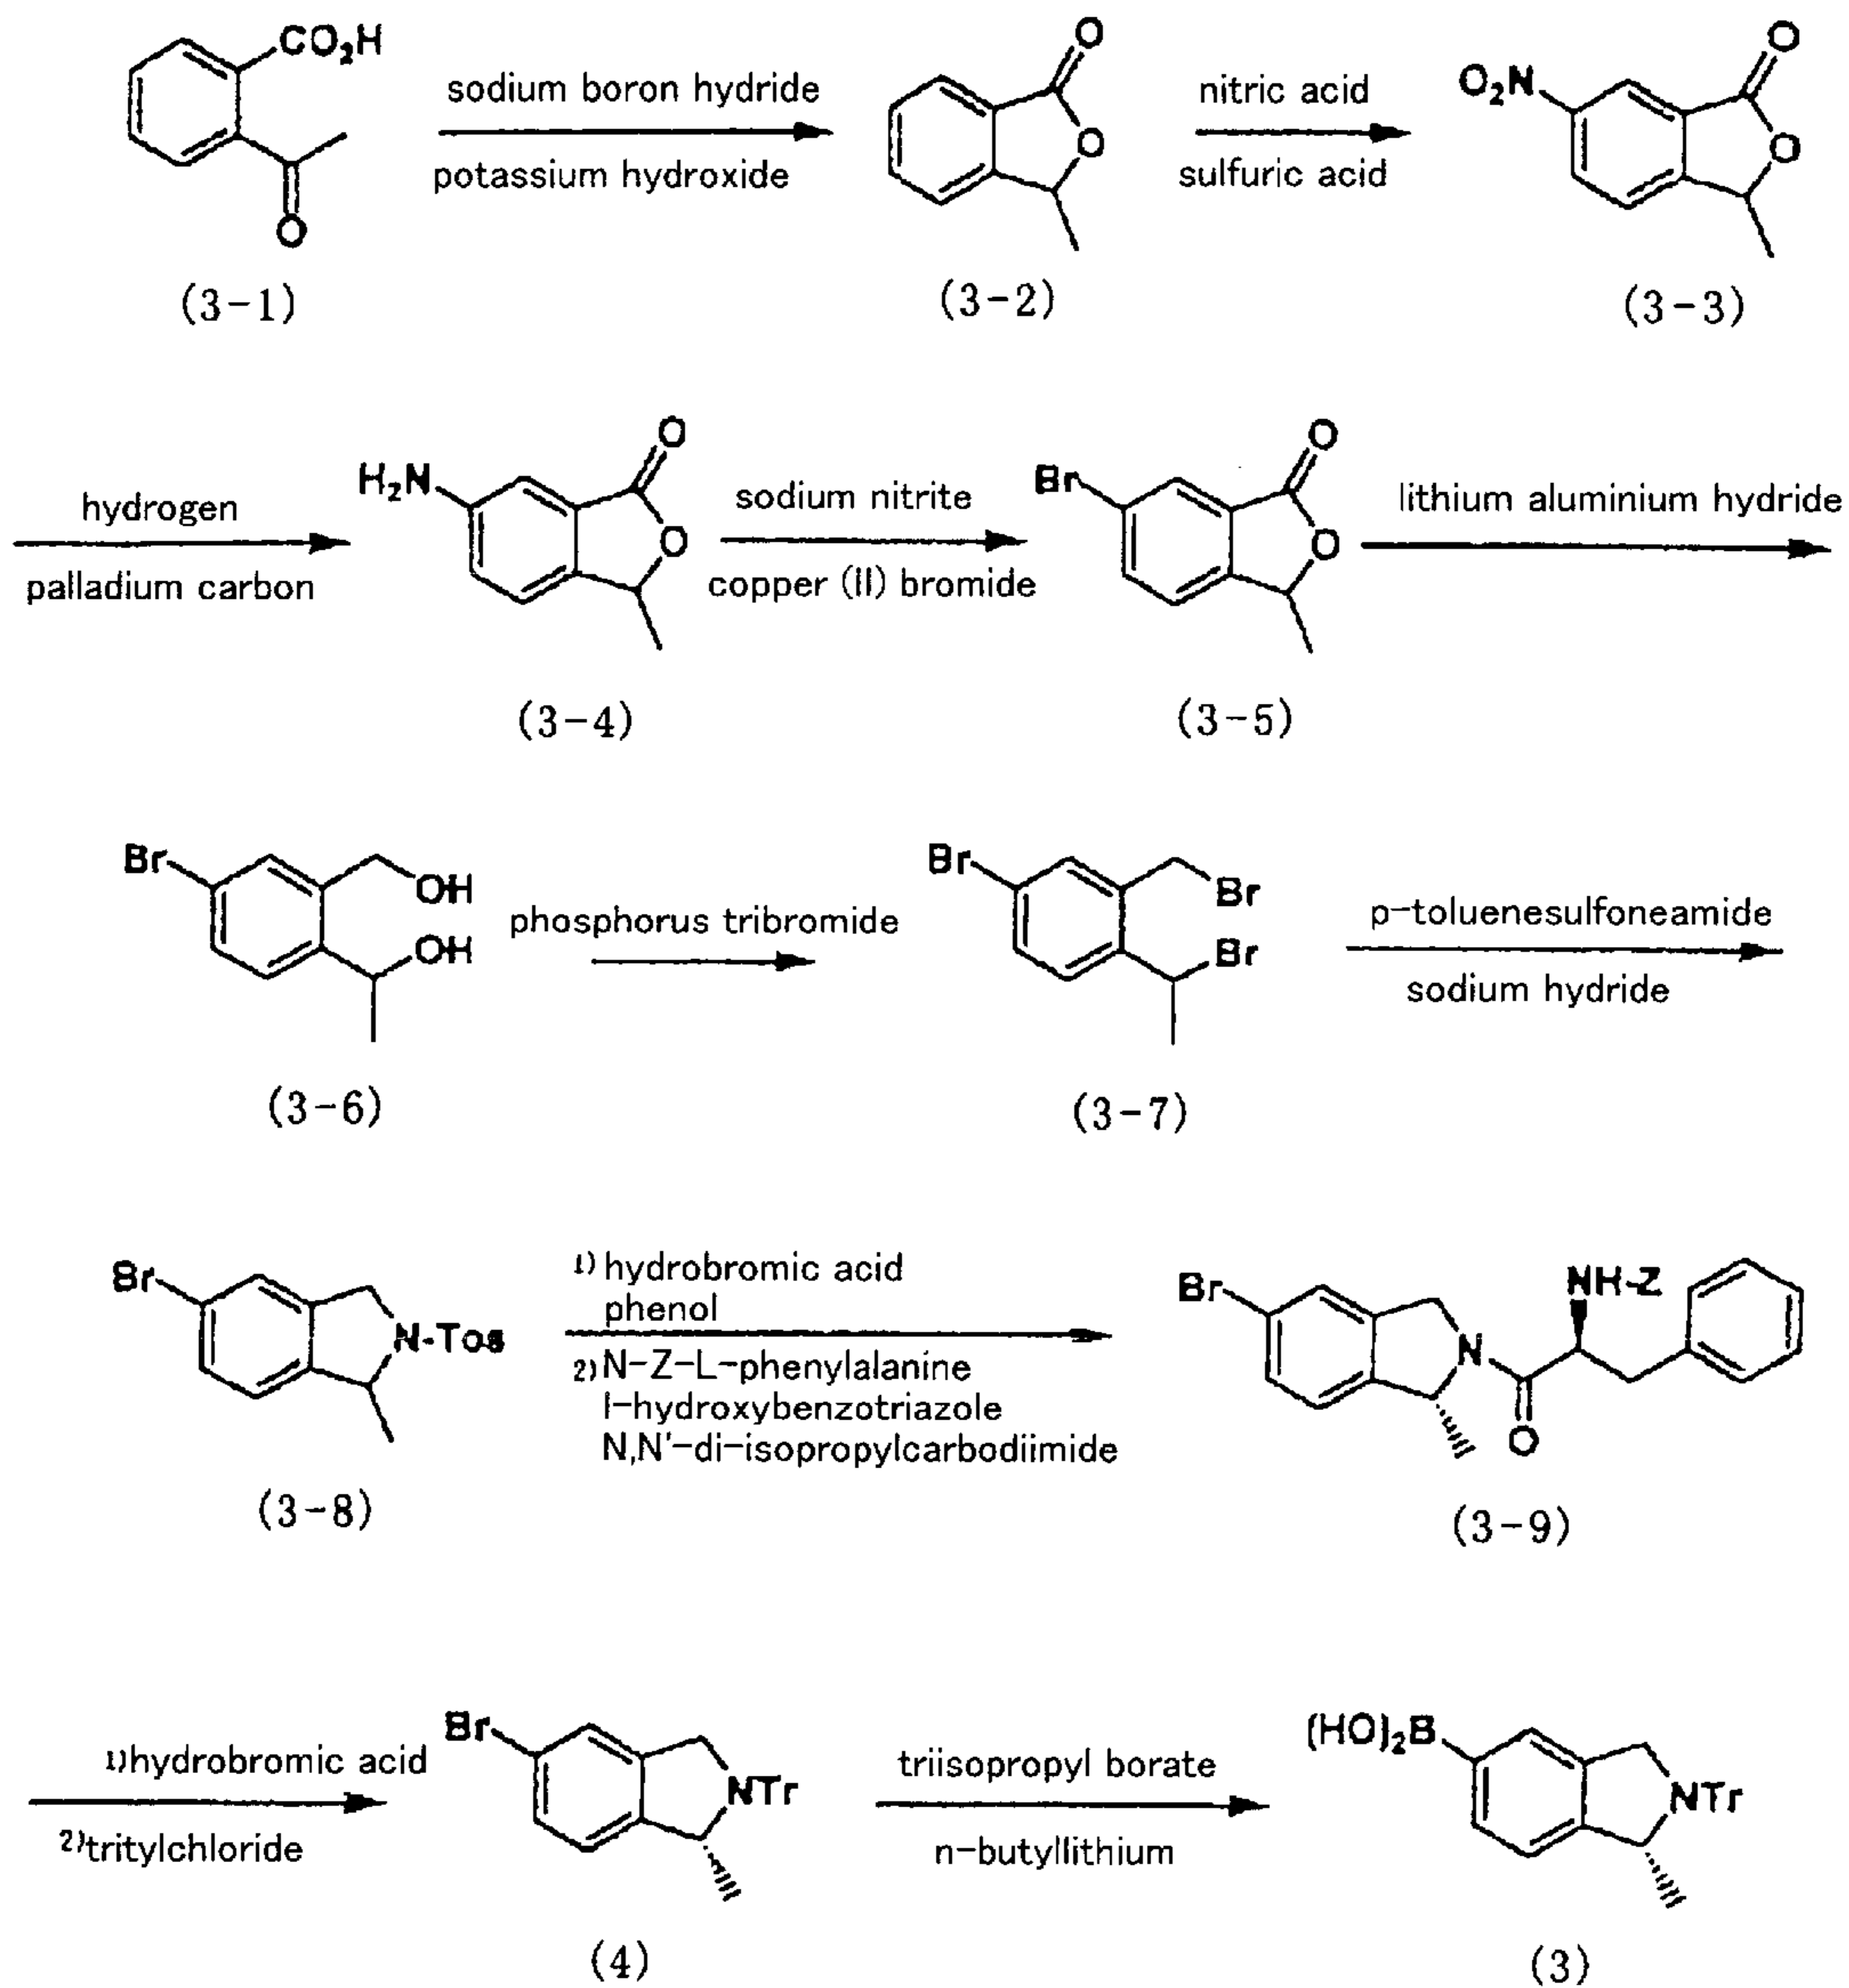 CO₂H
O
sodium boron hydride
potassium hydroxide
O
O
nitric acid
sulfuric acid
O₂N
O
O
(3-1)
(3-2)
(3-3)
hydrogen
palladium carbon
H₂N
O
O
sodium nitrite
copper (II) bromide
Br
O
O
lithium aluminium hydride
(3-4)
(3-5)
Br
OH
OH
phosphorus tribromide
Br
Br
Br
p-toluenesulfoneamide
sodium hydride
(3-6)
(3-7)
Br
N-Tos
1) hydrobromic acid
phenol
2) N-Z-L-phenylalanine
l-hydroxybenzotriazole
N,N'-di-isopropylcarbodiimide
Br
N
O
NH-Z
(3-8)
(3-9)
1) hydrobromic acid
2) tritylchloride
Br
NTr
triisopropyl borate
n-butyllithium
(HO)₂B
NTr
(4)
(3)